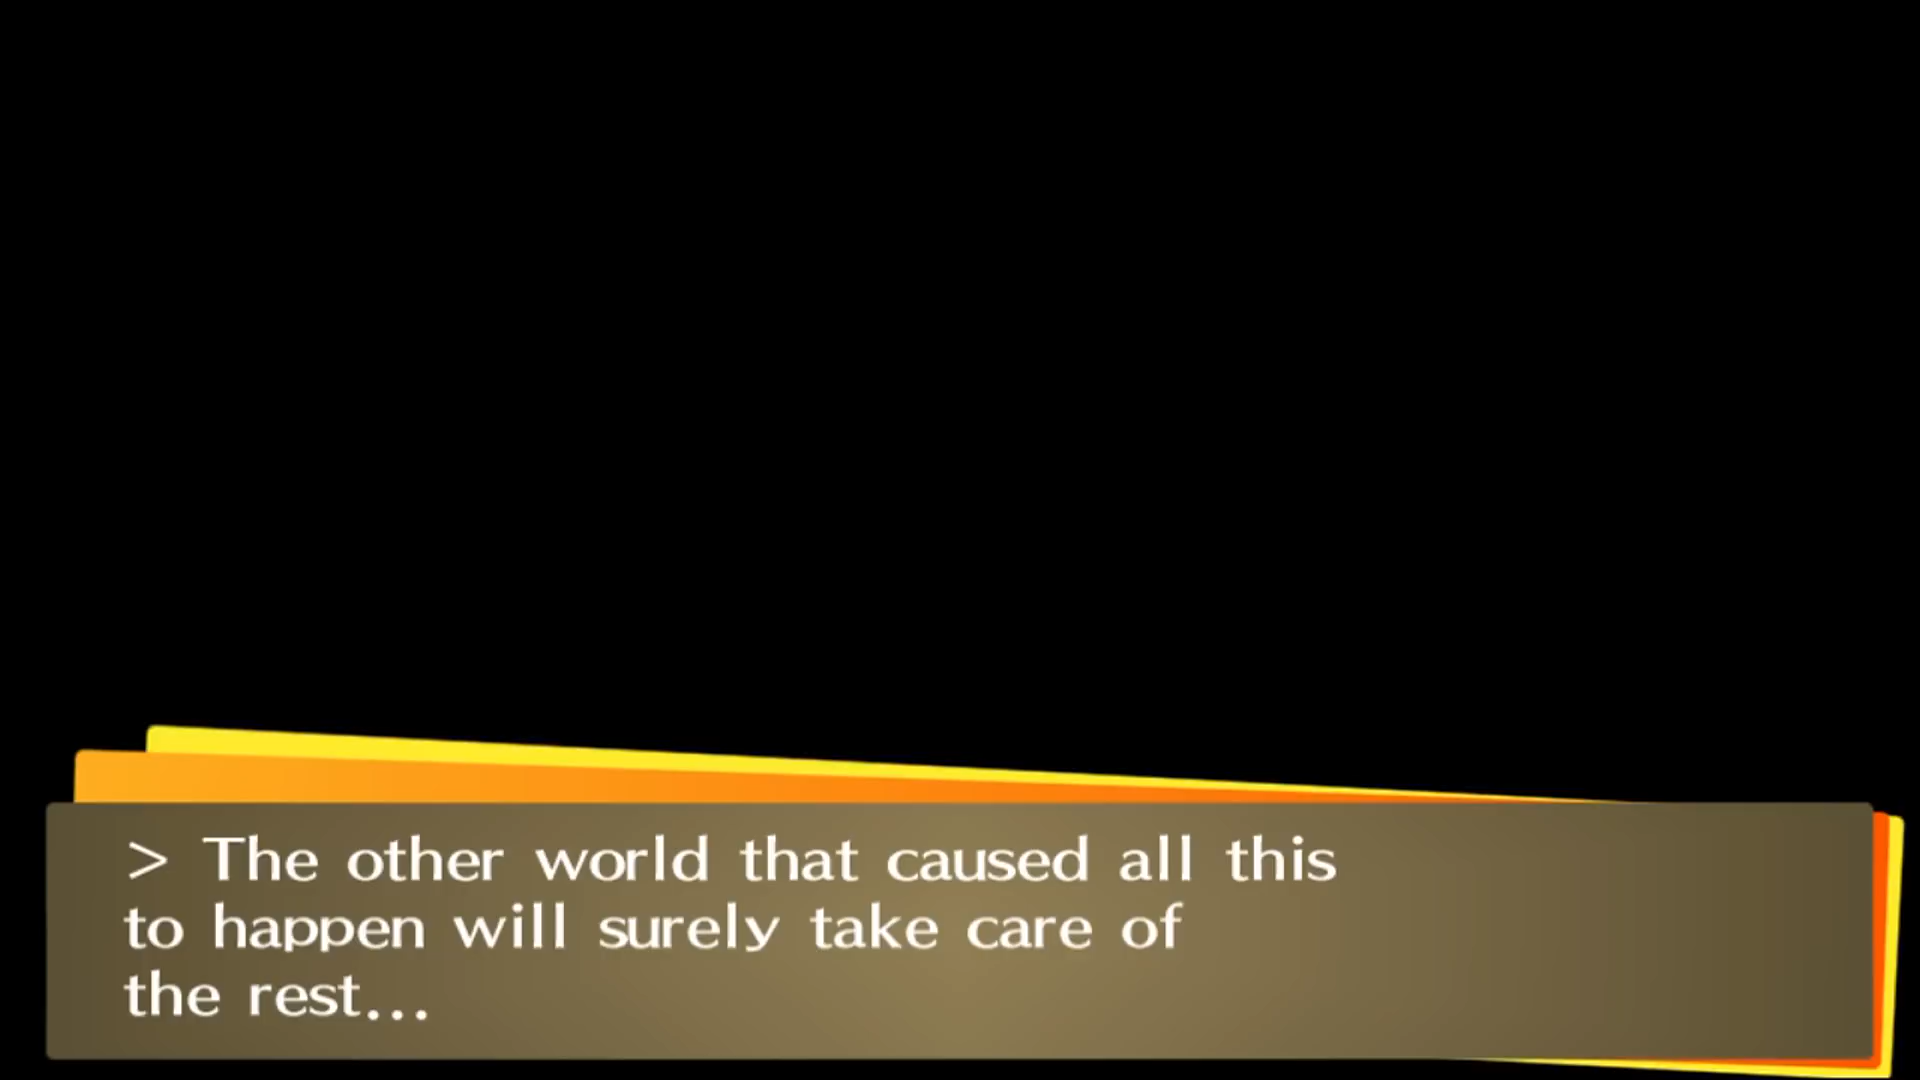 > The other world that caused all this
to happen will surely take care of
the rest...